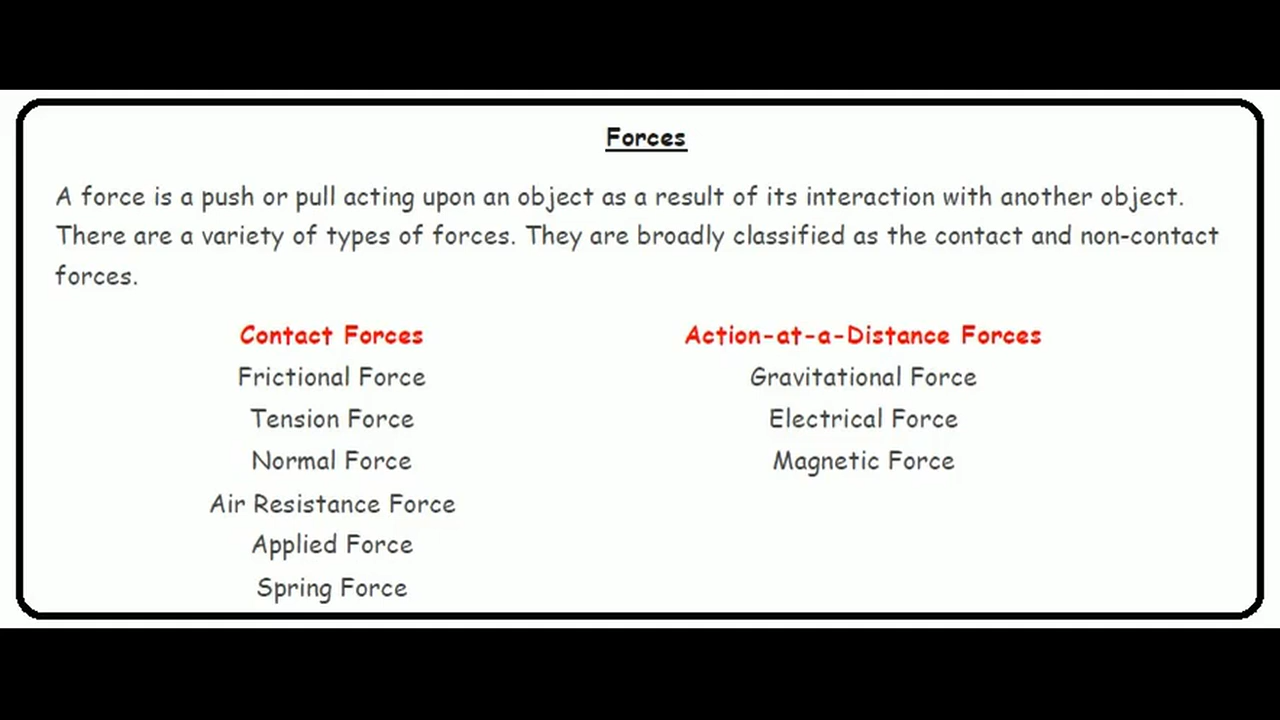 Forces
A force is a push or pull acting upon an object as a result of its interaction with another object.
There are a variety of types of forces. They are broadly classified as the contact and non-contact
forces.
Contact Forces
Frictional Force
Tension Force
Normal Force
Air Resistance Force
Applied Force
Spring Force
Action-at-a-Distance Forces
Gravitational Force
Electrical Force
Magnetic Force